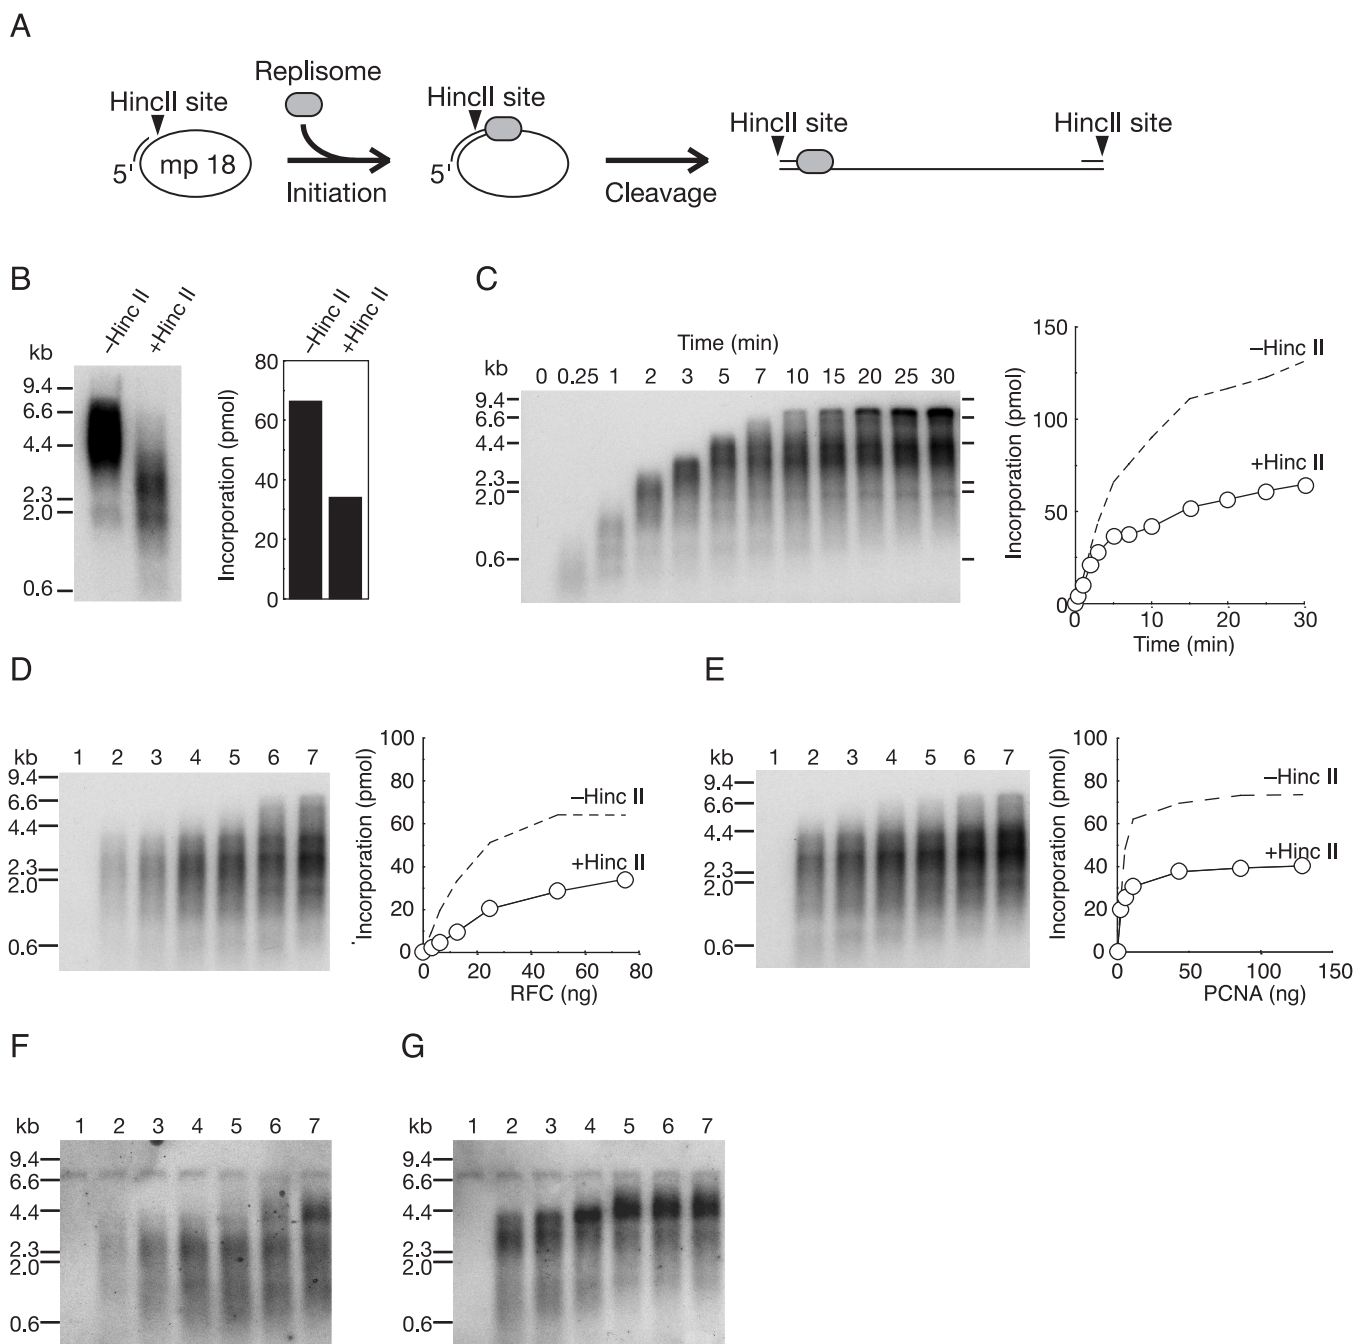 A
Replisome
HincII site
HincII site
HincII site
HincII site
5'
mp 18
Initiation
5'
Cleavage
B
–Hinc II
+Hinc II
kb
9.4
6.6
4.4
2.3
2.0
0.6
–Hinc II
+Hinc II
Incorporation (pmol)
80
60
40
20
0
C
Time (min)
kb
0 0.25 1 2 3 5 7 10 15 20 25 30
9.4
6.6
4.4
2.3
2.0
0.6
Incorporation (pmol)
150
100
50
0
–Hinc II
+Hinc II
0 10 20 30
Time (min)
D
kb
1 2 3 4 5 6 7
9.4
6.6
4.4
2.3
2.0
0.6
Incorporation (pmol)
100
80
60
40
20
0
–Hinc II
+Hinc II
0 20 40 60 80
RFC (ng)
E
kb
1 2 3 4 5 6 7
9.4
6.6
4.4
2.3
2.0
0.6
Incorporation (pmol)
100
80
60
40
20
0
–Hinc II
+Hinc II
0 50 100 150
PCNA (ng)
F
kb
1 2 3 4 5 6 7
9.4
6.6
4.4
2.3
2.0
0.6
G
kb
1 2 3 4 5 6 7
9.4
6.6
4.4
2.3
2.0
0.6